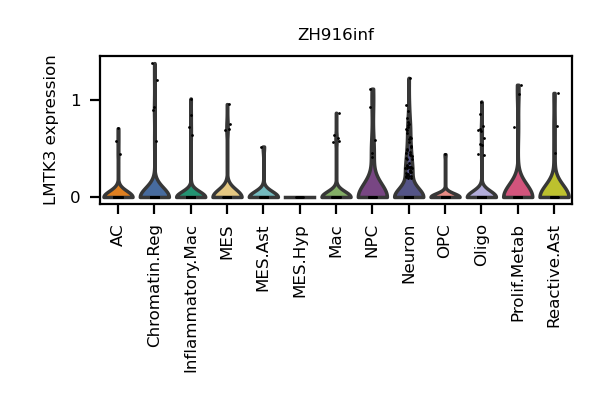 ZH916inf
LMTK3 expression
1
0
AC
Chromatin.Reg
Inflammatory.Mac
MES
MES.Ast
MES.Hyp
Mac
NPC
Neuron
OPC
Oligo
Prolif.Metab
Reactive.Ast